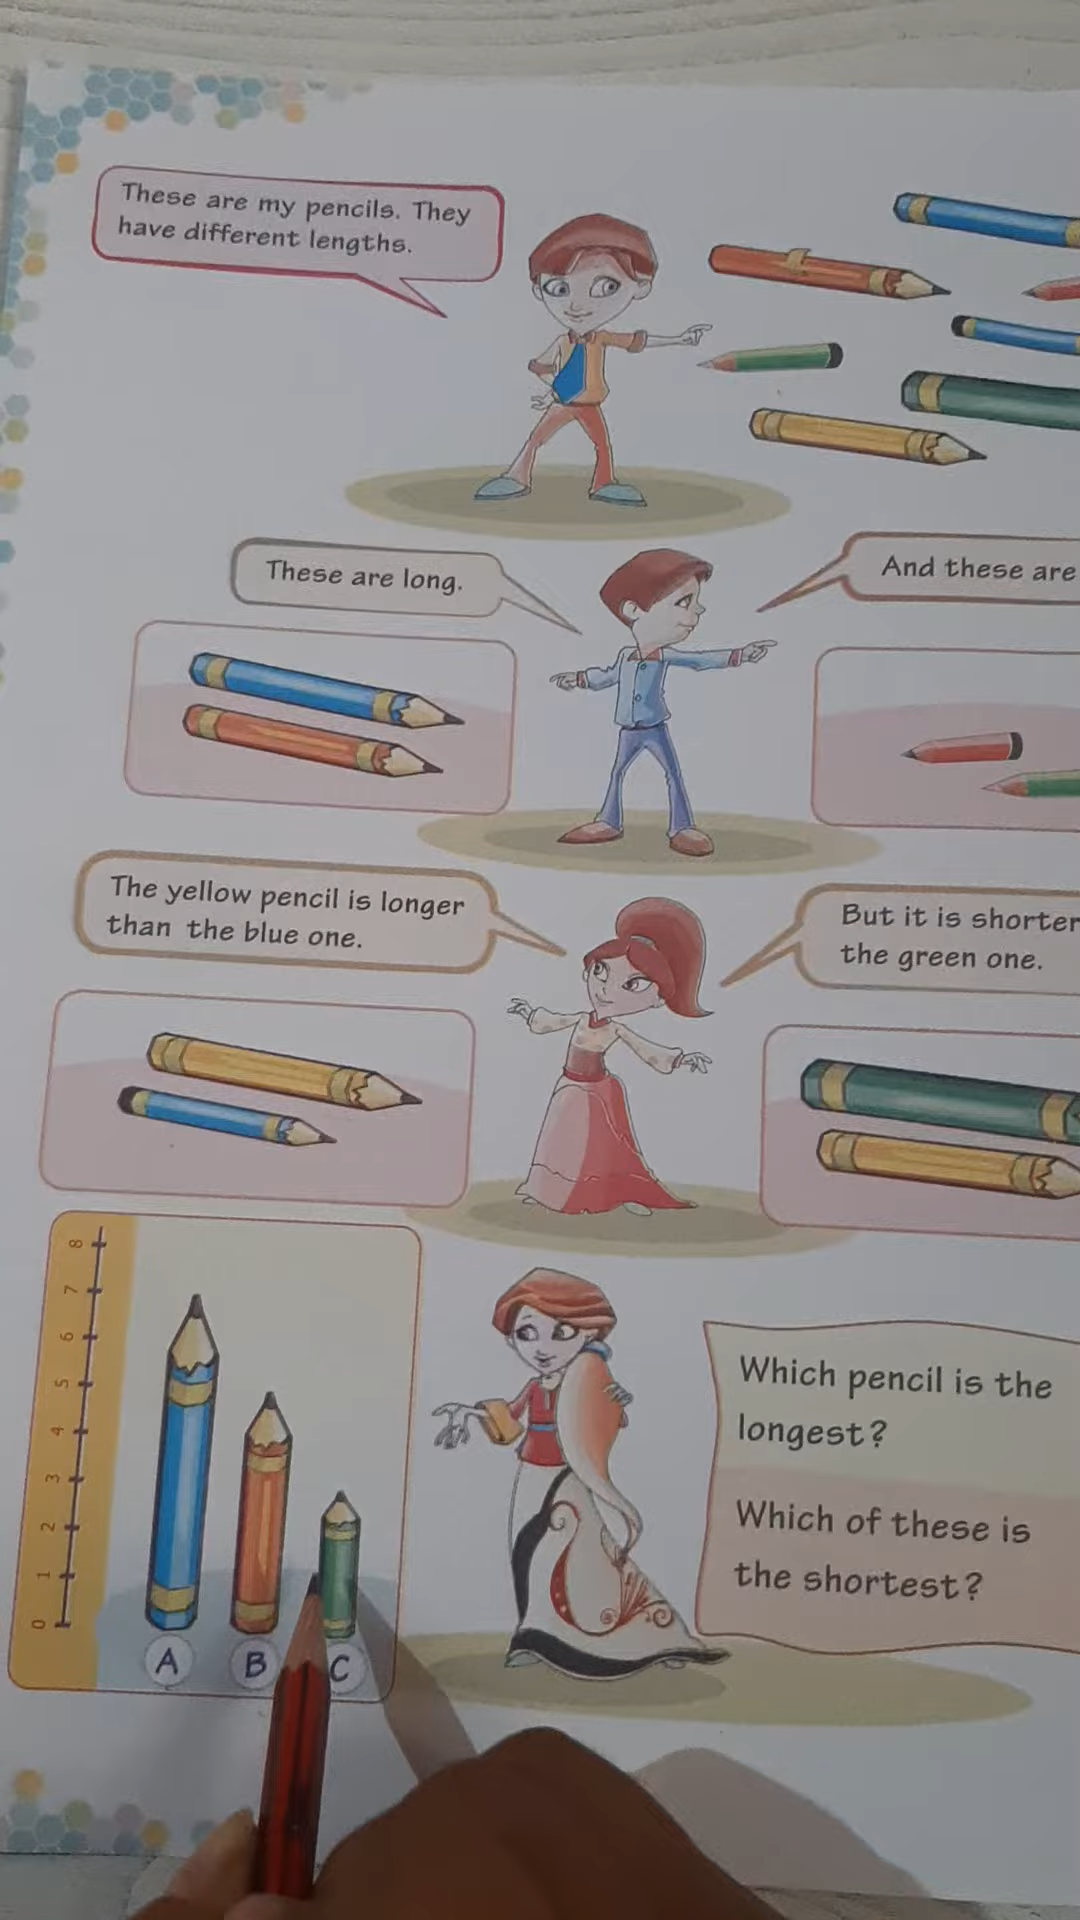 These are my pencils. They
have different lengths.
These are long.
And these are
The yellow pencil is longer
than the blue one.
But it is shorter
the green one.
8
7
6
5
4
3
2
1
0
A
B
C
Which pencil is the
longest?
Which of these is
the shortest?